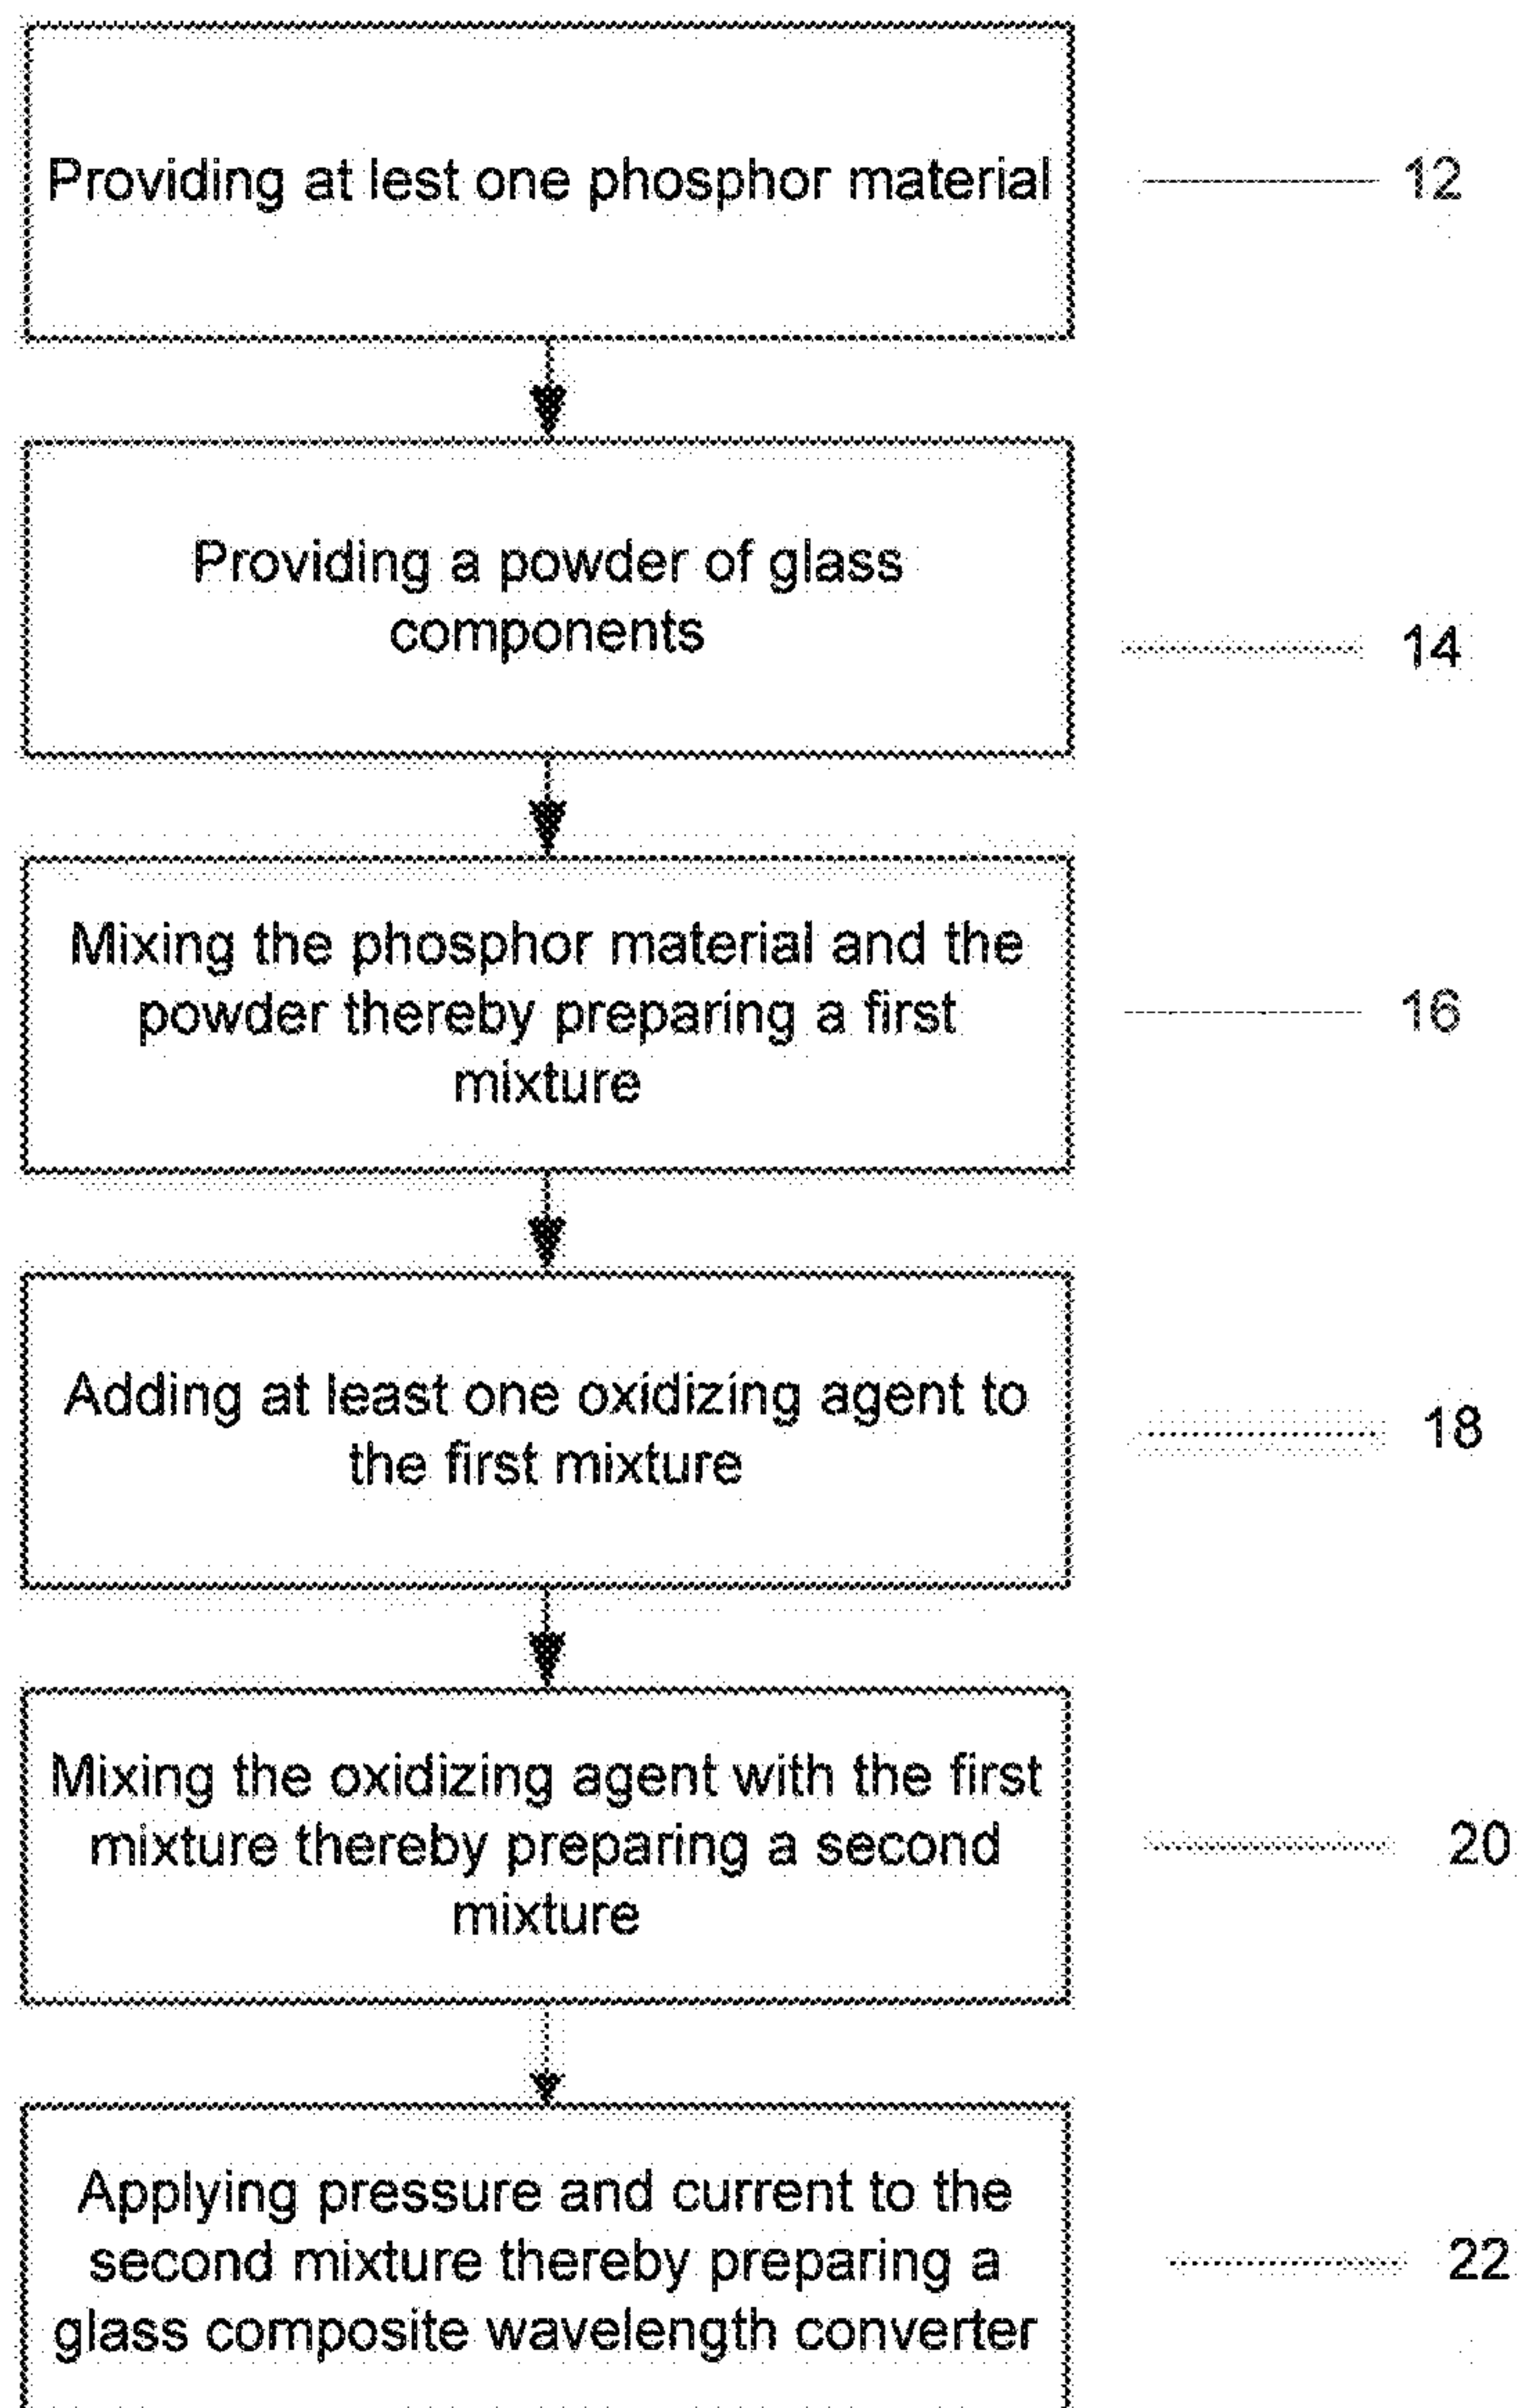 Providing at lest one phosphor material
12
Providing a powder of glass
components
14
Mixing the phosphor material and the
powder thereby preparing a first
mixture
16
Adding at least one oxidizing agent to
the first mixture
18
Mixing the oxidizing agent with the first
mixture thereby preparing a second
mixture
20
Applying pressure and current to the
second mixture thereby preparing a
glass composite wavelength converter
22